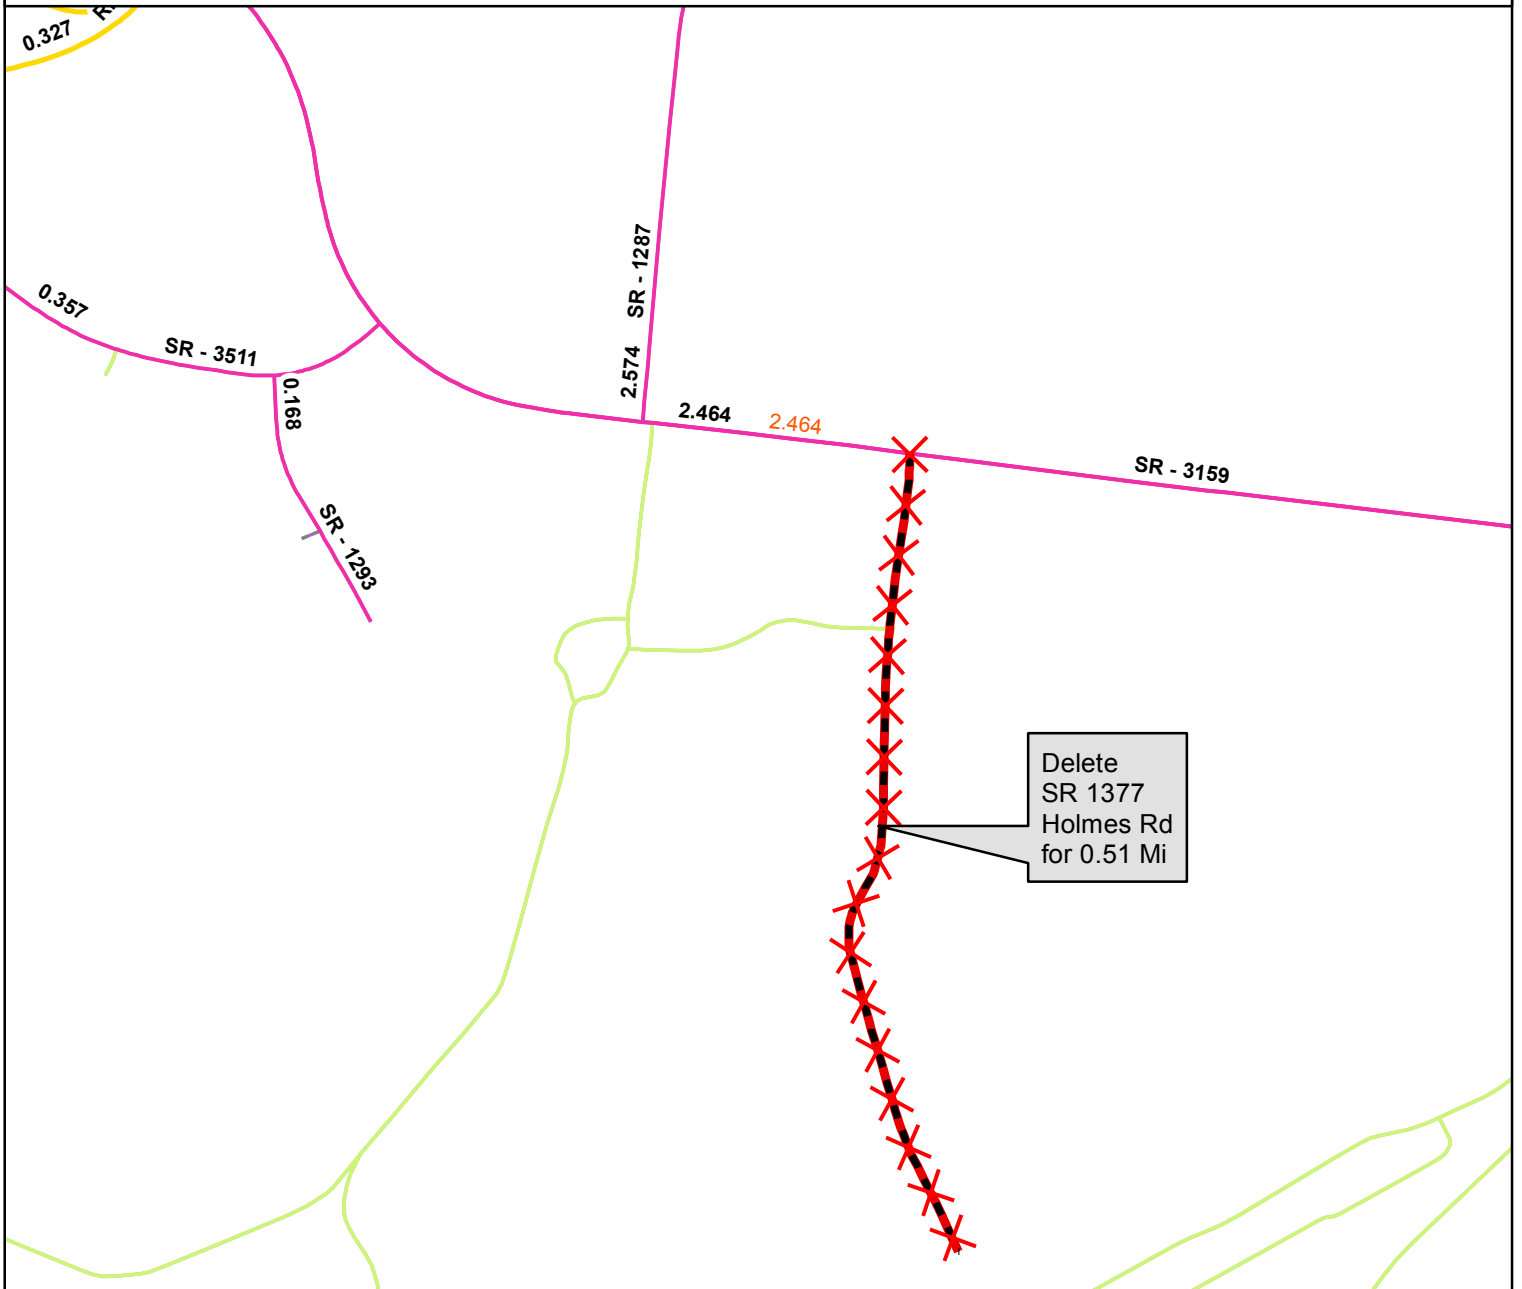 0.327
R
SR - 1287
2.574
0.357
SR - 3511
0.168
SR - 1293
2.464
2.464
SR - 3159
Delete
SR 1377
Holmes Rd
for 0.51 Mi